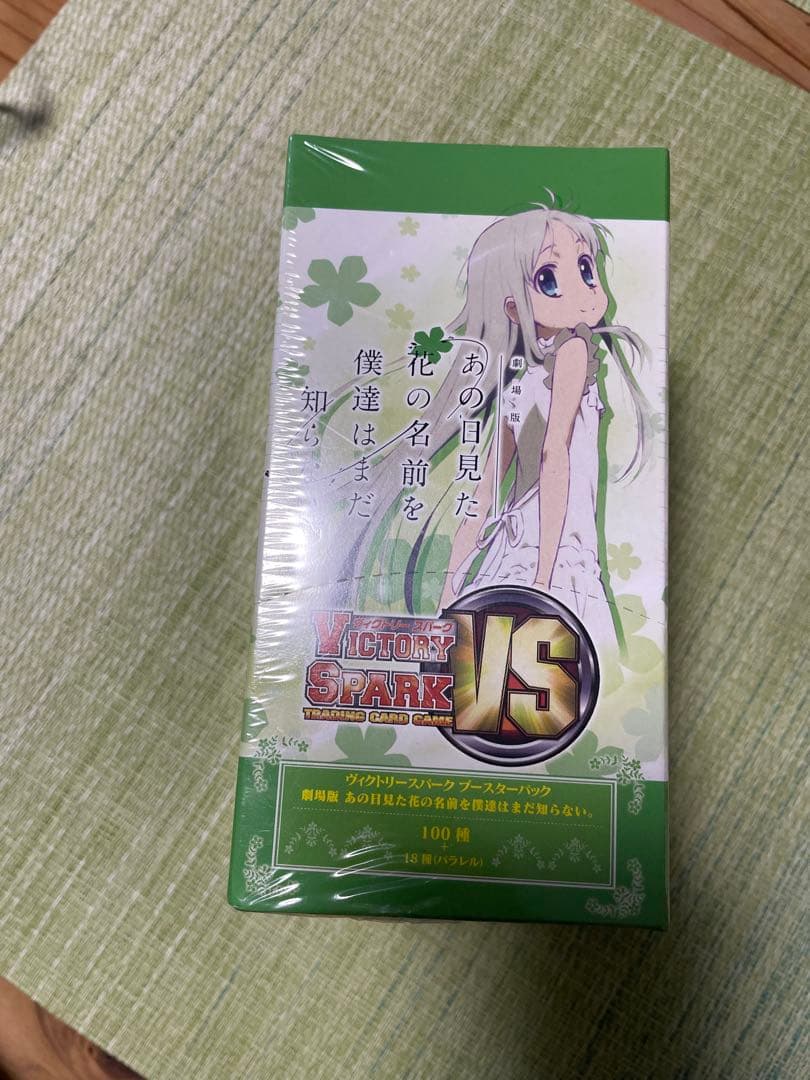 劇場版
あの日見た
花の名前を
僕達はまだ
知ら
ヴィクトリー スパーク
VICTORY
SPARK
TRADING CARD GAME
VS
ヴィクトリースパーク ブースターパック
劇場版 あの日見た花の名前を僕達はまだ知らない。
100種
+
18種(パラレル)